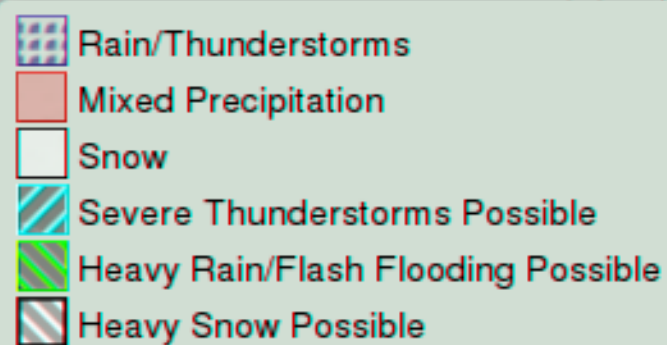 Rain/Thunderstorms
Mixed Precipitation
Snow
Severe Thunderstorms Possible
Heavy Rain/Flash Flooding Possible
Heavy Snow Possible